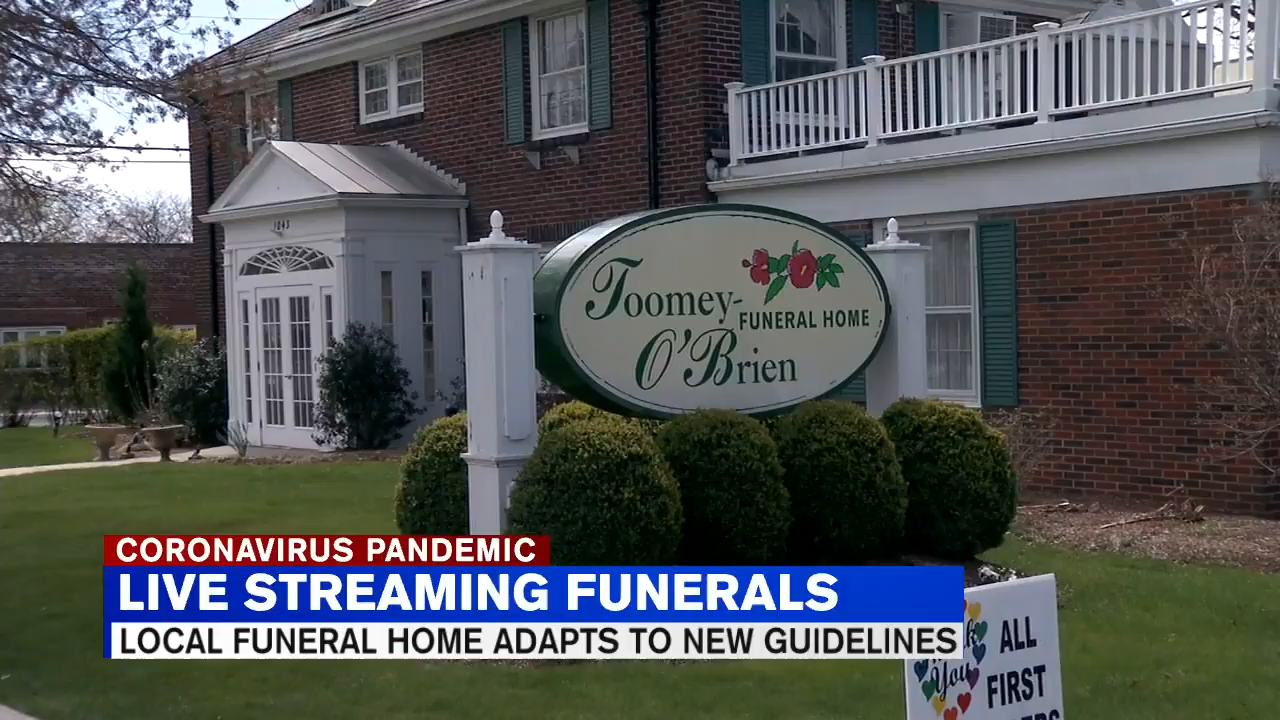 1043
Toomey-
FUNERAL HOME
O'Brien
CORONAVIRUS PANDEMIC
LIVE STREAMING FUNERALS
LOCAL FUNERAL HOME ADAPTS TO NEW GUIDELINES
You
ALL
FIRST